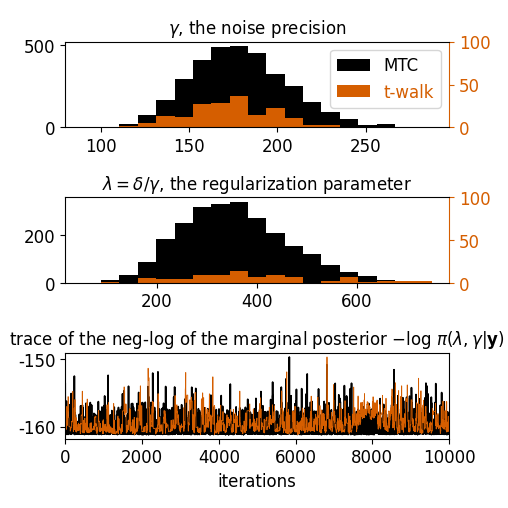 γ, the noise precision
500
0
100
50
0
MTC
t-walk
100 150 200 250
λ = δ/γ, the regularization parameter
200
0
100
50
0
200 400 600
trace of the neg-log of the marginal posterior −log π(λ, γ|y)
-150
-160
0 2000 4000 6000 8000 10000
iterations